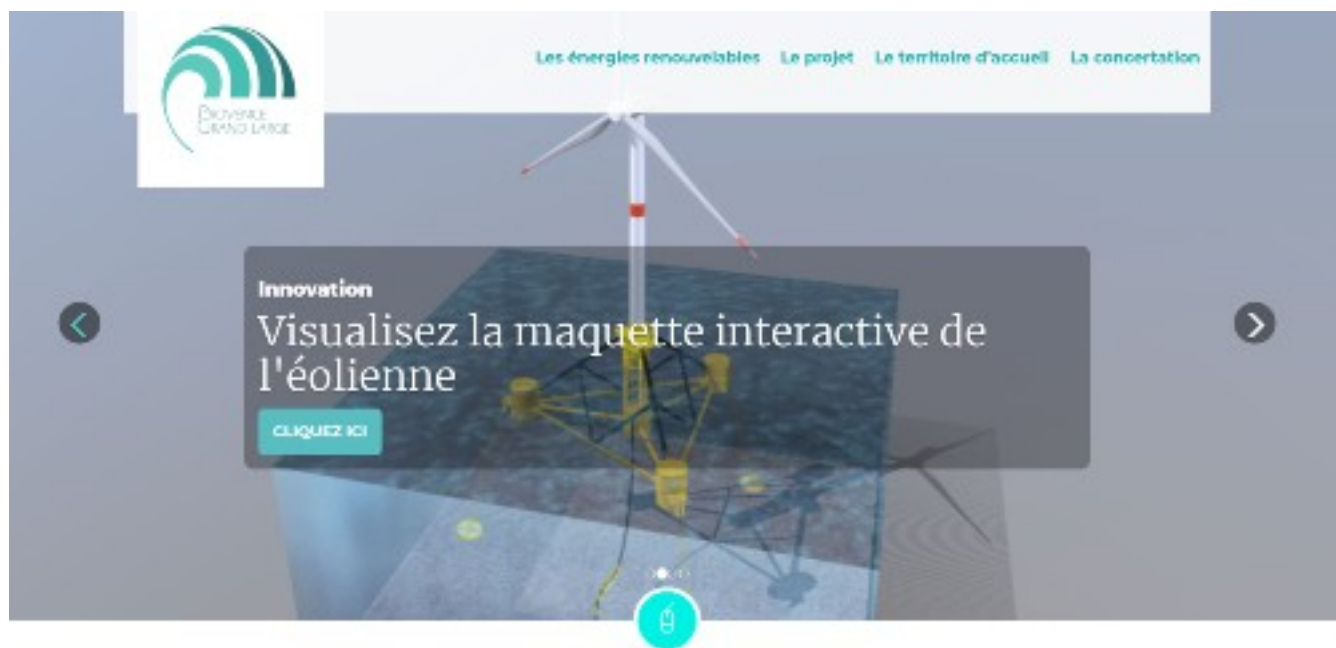 PROVENCE
GRAND LARGE
Les énergies renouvelables Le projet Le territoire d'accueil La concertation
Innovation
Visualisez la maquette interactive de
l'éolienne
CLIQUEZ ICI